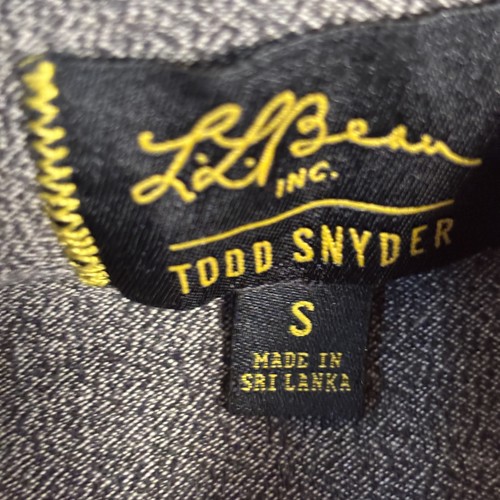 L.L.Bean
INC.
TODD SNYDER
S
MADE IN
SRI LANKA